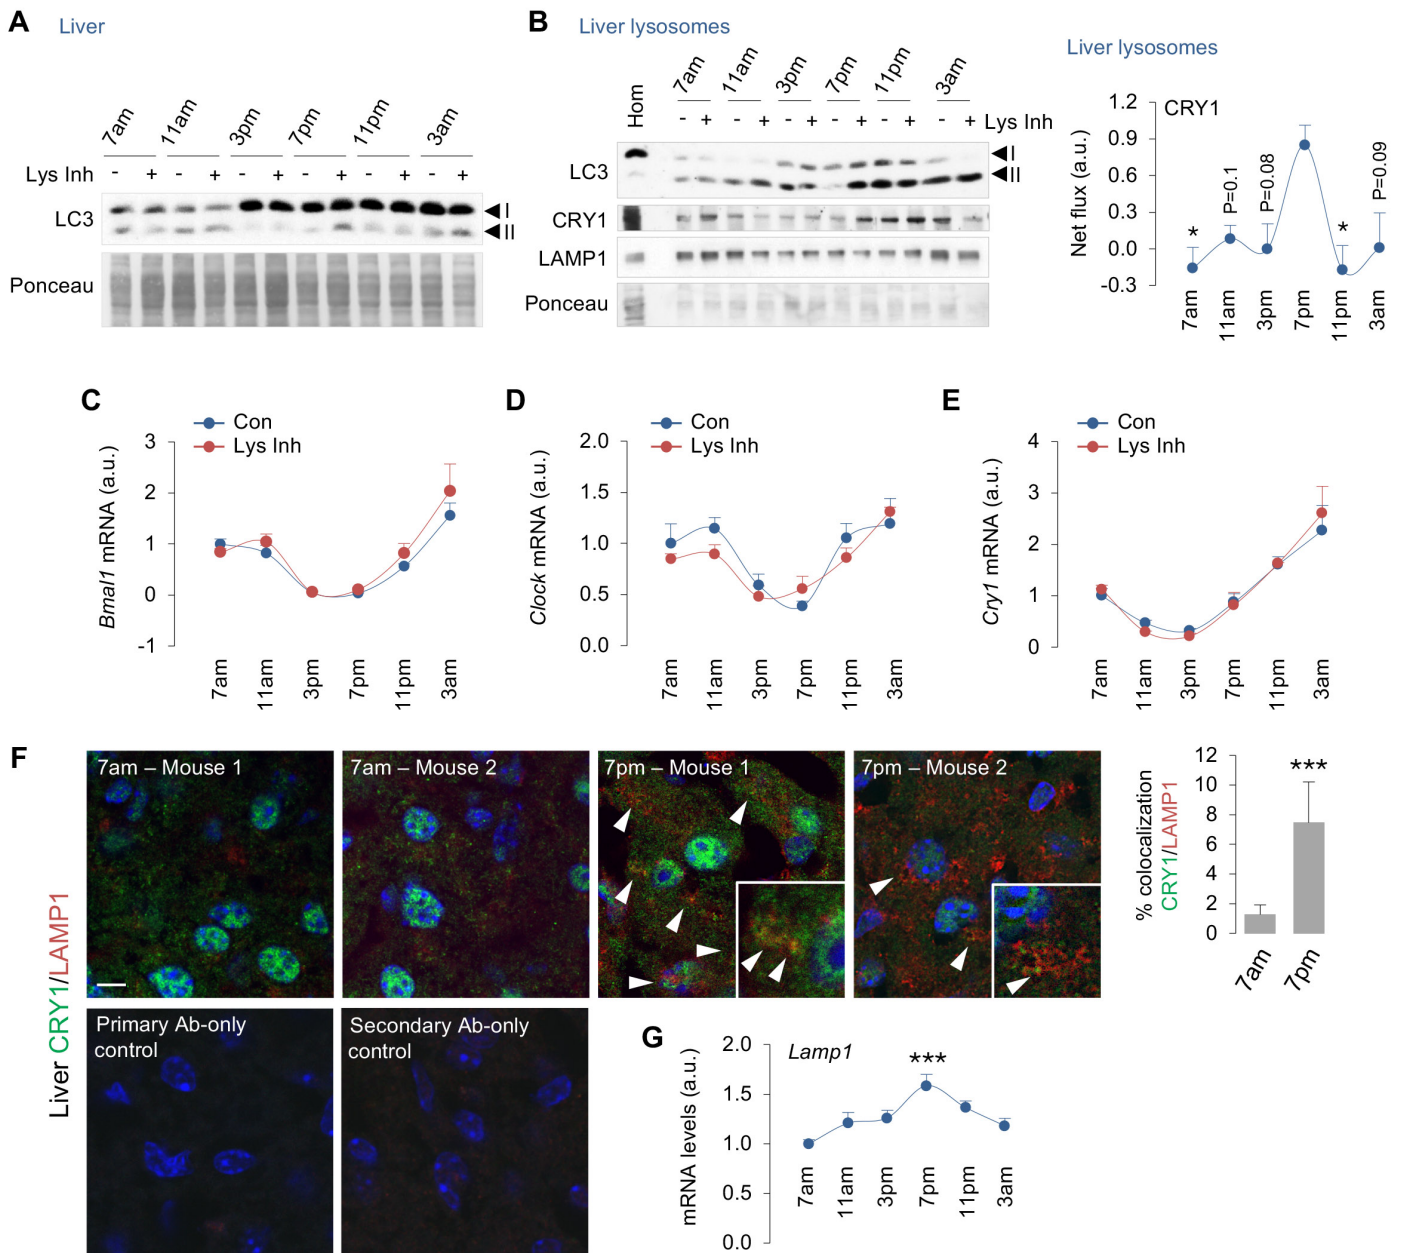 A
Liver
7am 11am 3pm 7pm 11pm 3am
Lys Inh - + - + - + - + - + - +
LC3
I
II
Ponceau
B
Liver lysosomes
Hom 7am 11am 3pm 7pm 11pm 3am
- + - + - + - + - + - + Lys Inh
LC3
I
II
CRY1
LAMP1
Ponceau
Liver lysosomes
CRY1
Net flux (a.u.)
1.2
0.9
0.6
0.3
0.0
-0.3
* P=0.1 P=0.08 * P=0.09
7am 11am 3pm 7pm 11pm 3am
C
Con
Lys Inh
Bmal1 mRNA (a.u.)
3
2
1
0
-1
7am 11am 3pm 7pm 11pm 3am
D
Con
Lys Inh
Clock mRNA (a.u.)
2.0
1.5
1.0
0.5
0.0
7am 11am 3pm 7pm 11pm 3am
E
Con
Lys Inh
Cry1 mRNA (a.u.)
4
3
2
1
0
7am 11am 3pm 7pm 11pm 3am
F
Liver CRY1/LAMP1
7am – Mouse 1
7am – Mouse 2
7pm – Mouse 1
7pm – Mouse 2
Primary Ab-only
control
Secondary Ab-only
control
% colocalization
CRY1/LAMP1
12
10
8
6
4
2
0
***
7am 7pm
G
Lamp1
mRNA levels (a.u.)
2.0
1.5
1.0
0.5
0.0
***
7am 11am 3pm 7pm 11pm 3am